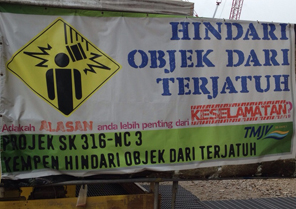 HINDARI
OBJEK DARI
TERJATUH
Adakah ALASAN anda lebih penting dari KESELAMATAN?
TMJV
PROJEK SK 316-NC 3
KEMPEN HINDARI OBJEK DARI TERJATUH